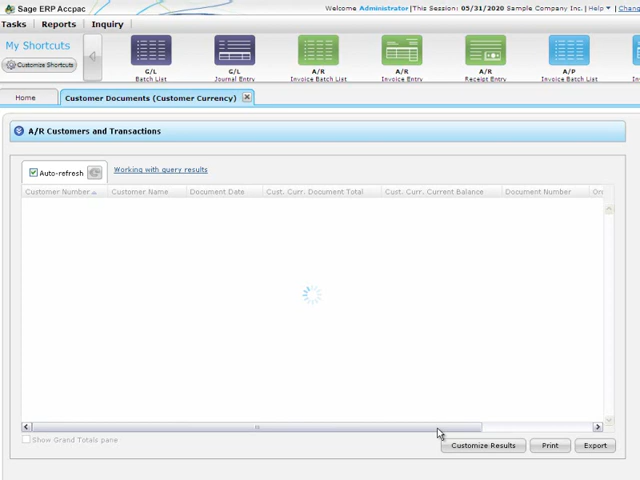 Sage ERP Accpac
Welcome Administrator |This Session: 05/31/2020 Sample Company Inc. | Help ▼ |
Tasks Reports Inquiry
My Shortcuts
Customize Shortcuts
G/L
Batch List
G/L
Journal Entry
A/R
Invoice Batch List
A/R
Invoice Entry
A/R
Receipt Entry
A/P
Invoice Batch List
Home
Customer Documents (Customer Currency)
A/R Customers and Transactions
Auto-refresh
Working with query results
Customer Number Customer Name Document Date Cust. Curr. Document Total Cust. Curr. Current Balance Document Number
Show Grand Totals pane
Customize Results
Print
Export